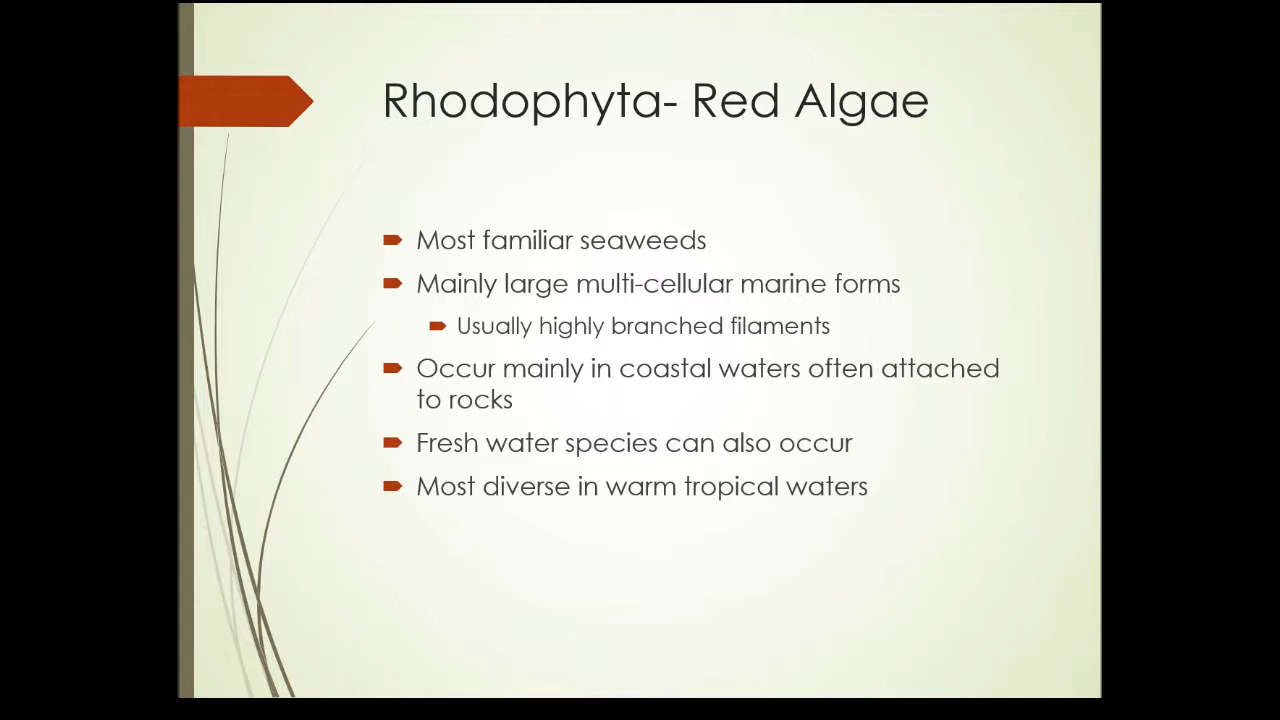 Rhodophyta- Red Algae
Most familiar seaweeds
Mainly large multi-cellular marine forms
Usually highly branched filaments
Occur mainly in coastal waters often attached
to rocks
Fresh water species can also occur
Most diverse in warm tropical waters